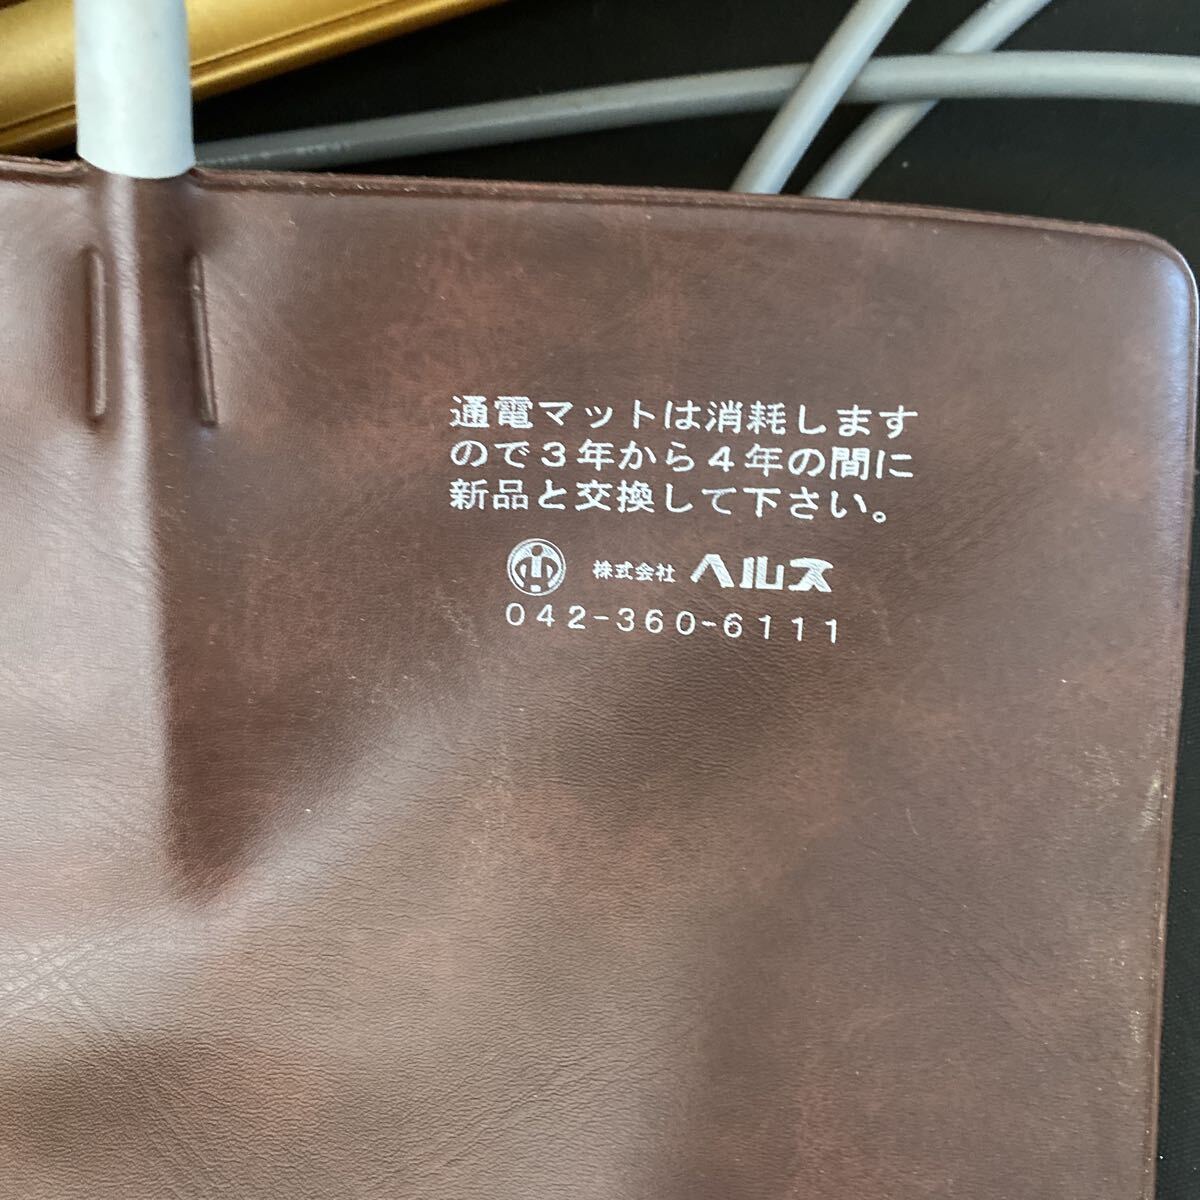 通電マットは消耗します
ので３年から４年の間に
新品と交換して下さい。
株式会社 ヘルス
０４２－３６０－６１１１